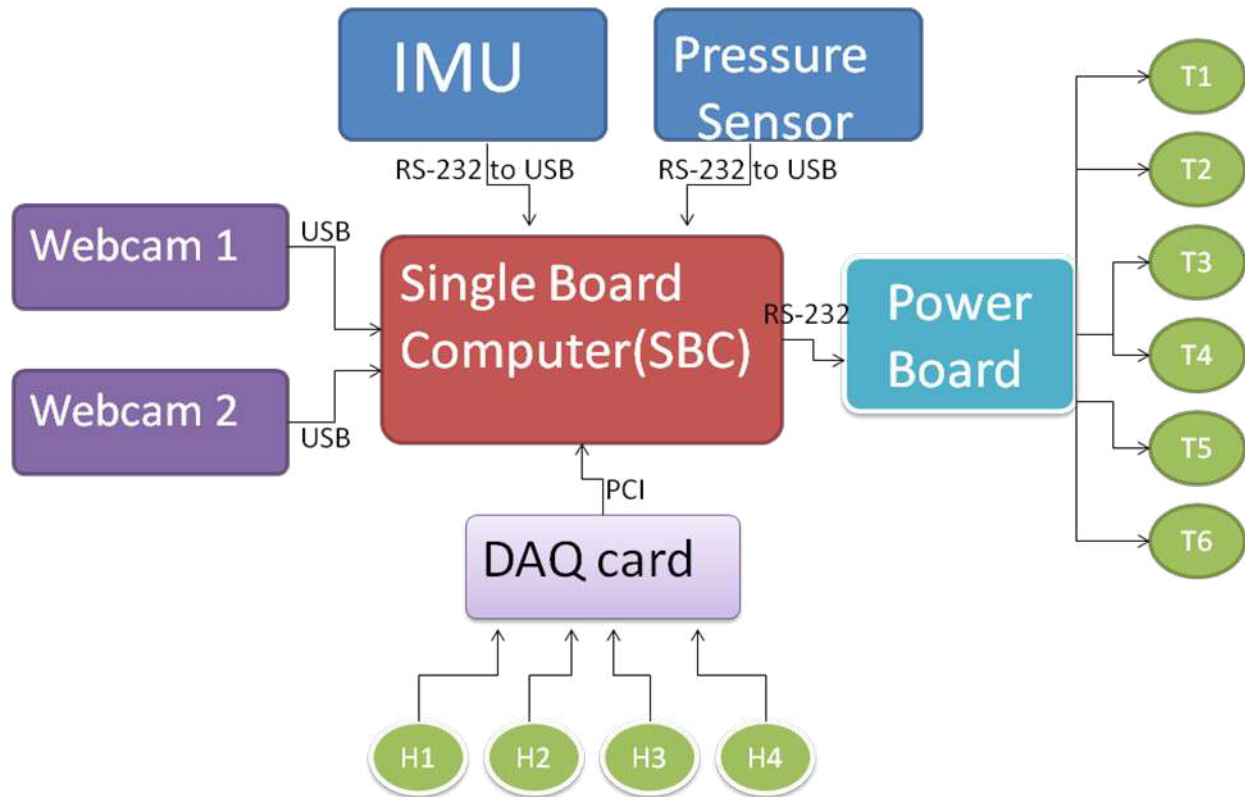 IMU
Pressure
Sensor
RS-232 to USB
RS-232 to USB
Webcam 1
USB
Webcam 2
USB
Single Board
Computer(SBC)
RS-232
Power
Board
T1
T2
T3
T4
T5
T6
PCI
DAQ card
H1
H2
H3
H4